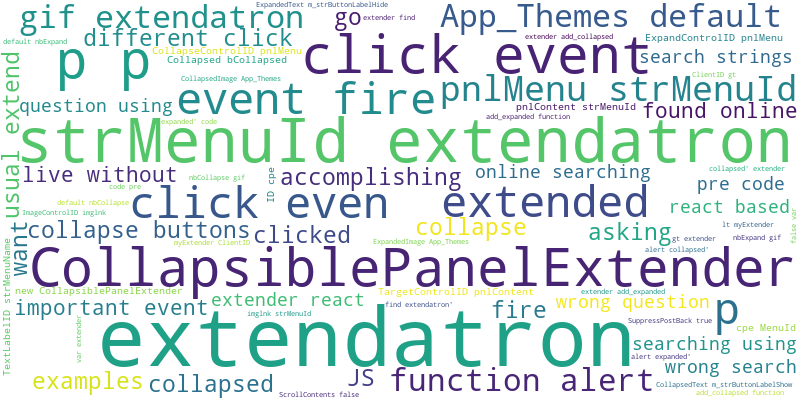 gif extendatron
ExpandedText m_strButtonLabelHide
go
extender find
App_Themes default
default nbExpand
different click
CollapseControlID pnlMenu
Collapsed bCollapsed
click event
extender add_collapsed
ExpandControlID pnlMenu
search strings
p p
CollapsedImage App_Themes
event fire
pnlMenu strMenuId
ClientID gt
question using
pnlContent strMenuId
found online
usual extend
expanded' code
add_expanded function
strMenuId extendatron
live without
nbCollapse gif
ID cpe
accomplishing
online searching
collapsed' extender
pre code
code pre
default nbCollapse
click even
extended
react based
ImageControlID imglnk
want
collapse buttons
clicked
collapse
asking
lt myExtender
false var
myExtender ClientID
ExpandedImage App_Themes
gt extender
nbExpand gif
alert collapsed'
TextLabelID strMenuName
CollapsiblePanelExtender
new CollapsiblePanelExtender
extender react
TargetControlID pnlContent
extender add_expanded
important event
imglnk strMenuId
find extendatron'
fire
wrong question
p
var extender
extendatron
SuppressPostBack true
cpe MenuId
searching using
alert expanded'
wrong search
examples
collapsed
JS
function alert
CollapsedText m_strButtonLabelShow
ScrollContents false
add_collapsed function